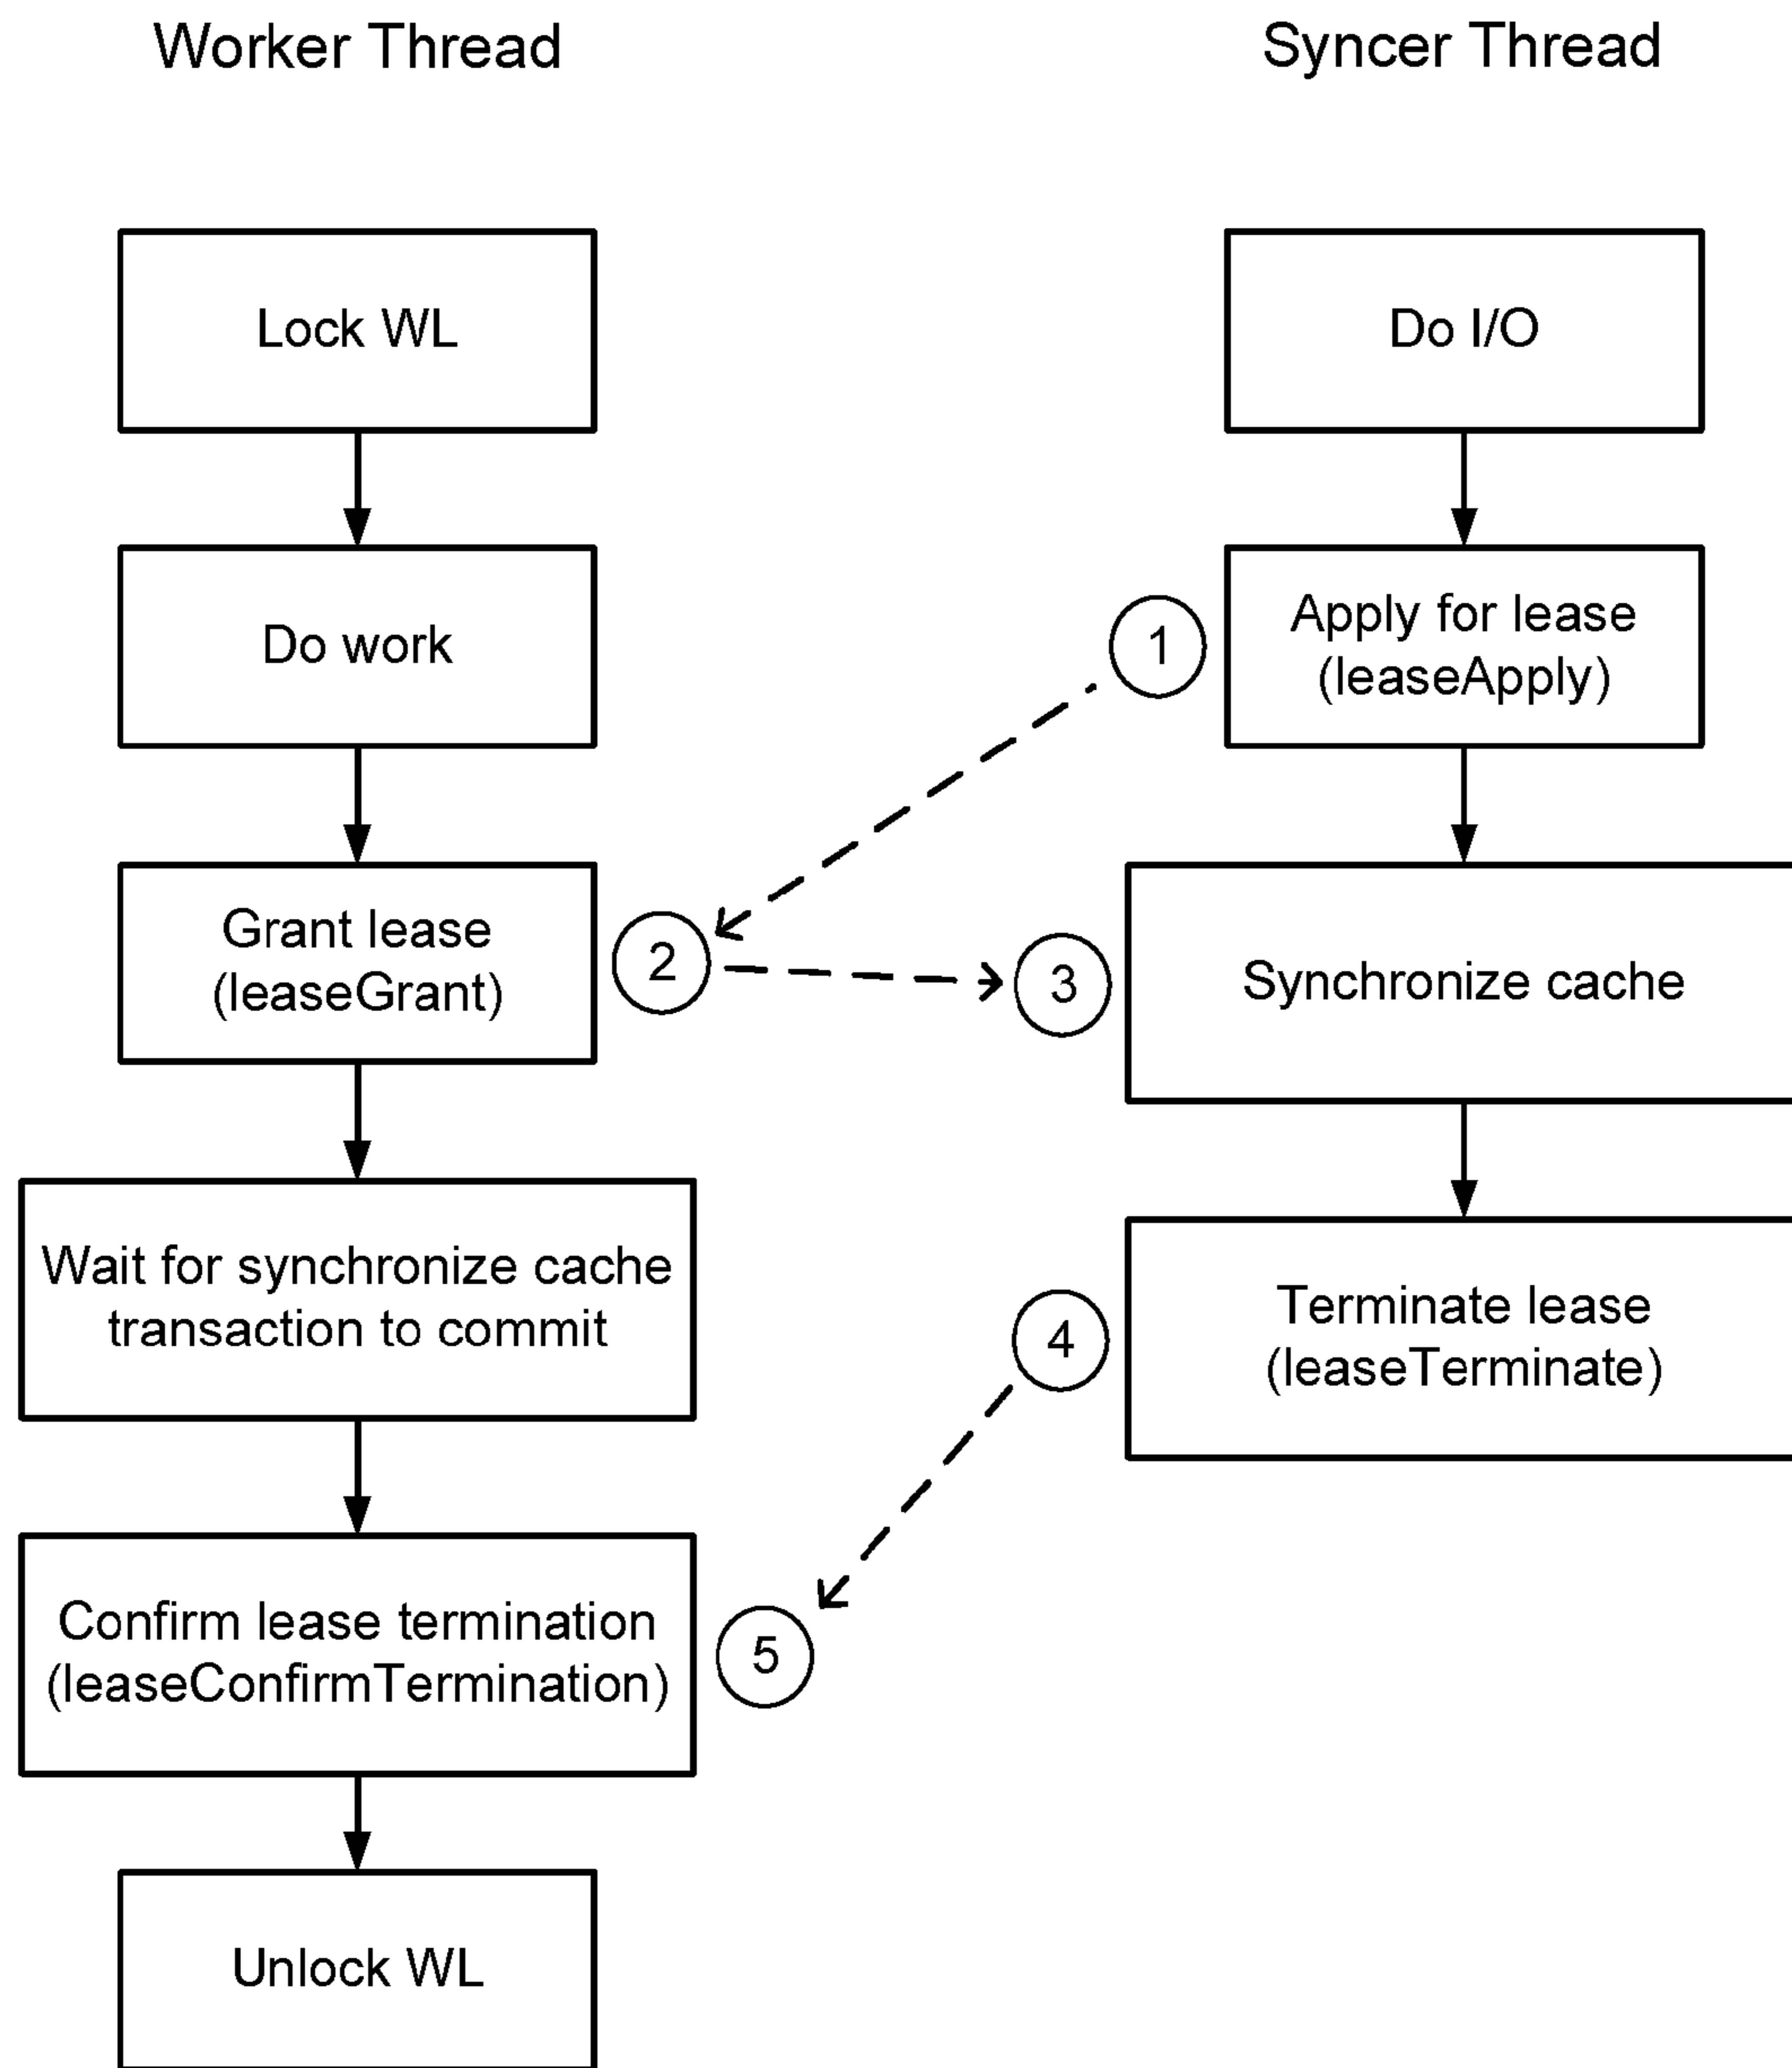 Worker Thread
Syncer Thread
Lock WL
Do I/O
Do work
Apply for lease
(leaseApply)
1
Grant lease
(leaseGrant)
2
3
Synchronize cache
Wait for synchronize cache
transaction to commit
4
Terminate lease
(leaseTerminate)
Confirm lease termination
(leaseConfirmTermination)
5
Unlock WL